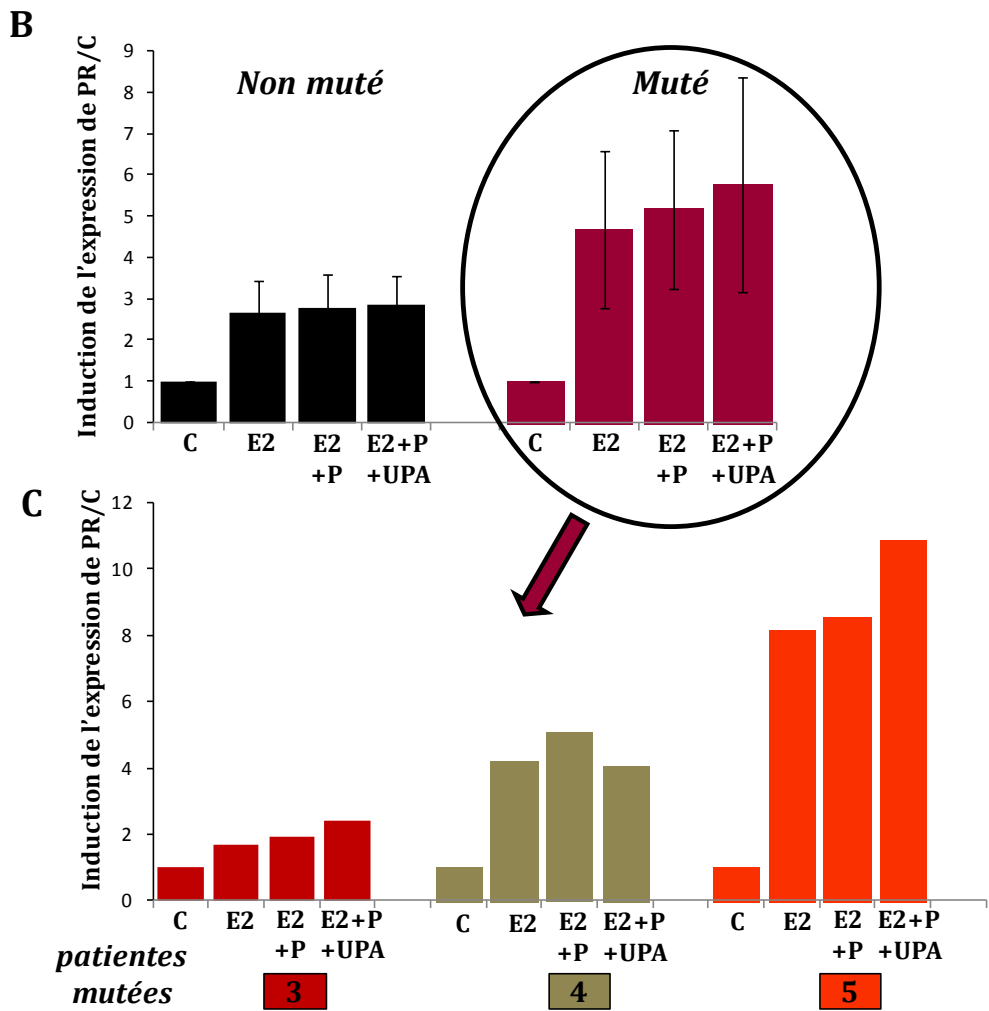 B
Induction de l'expression de PR/C
9
8
7
6
5
4
3
2
1
0
Non muté
Muté
C E2 E2 E2+P C E2 E2 E2+P
+P +UPA +P +UPA
C
Induction de l'expression de PR/C
12
10
8
6
4
2
0
C E2 E2 E2+P C E2 E2 E2+P C E2 E2 E2+P
+P +UPA +P +UPA +P +UPA
patientes
mutées 3 4 5